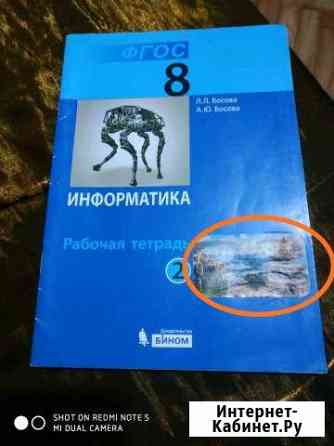 ФГОС
8
Л.Л. Босова
А.Ю. Босова
ИНФОРМАТИКА
Рабочая тетрадь
2
Издательство
БИНОМ
SHOT ON REDMI NOTE 5
MI DUAL CAMERA
Интернет-
Кабинет.Ру